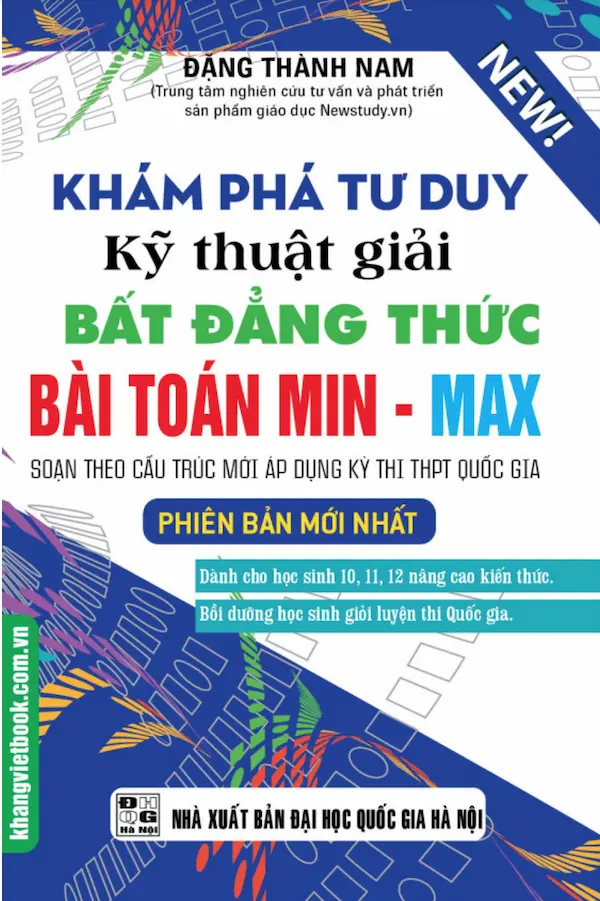 ĐẶNG THÀNH NAM
(Trung tâm nghiên cứu tư vấn và phát triển
sản phẩm giáo dục Newstudy.vn)
NEW!
KHÁM PHÁ TƯ DUY
Kỹ thuật giải
BẤT ĐẲNG THỨC
BÀI TOÁN MIN - MAX
SOẠN THEO CẤU TRÚC MỚI ÁP DỤNG KỲ THI THPT QUỐC GIA
PHIÊN BẢN MỚI NHẤT
Dành cho học sinh 10, 11, 12 nâng cao kiến thức.
Bồi dưỡng học sinh giỏi luyện thi Quốc gia.
khangvietbook.com.vn
ĐH
QG
Hà Nội
NHÀ XUẤT BẢN ĐẠI HỌC QUỐC GIA HÀ NỘI